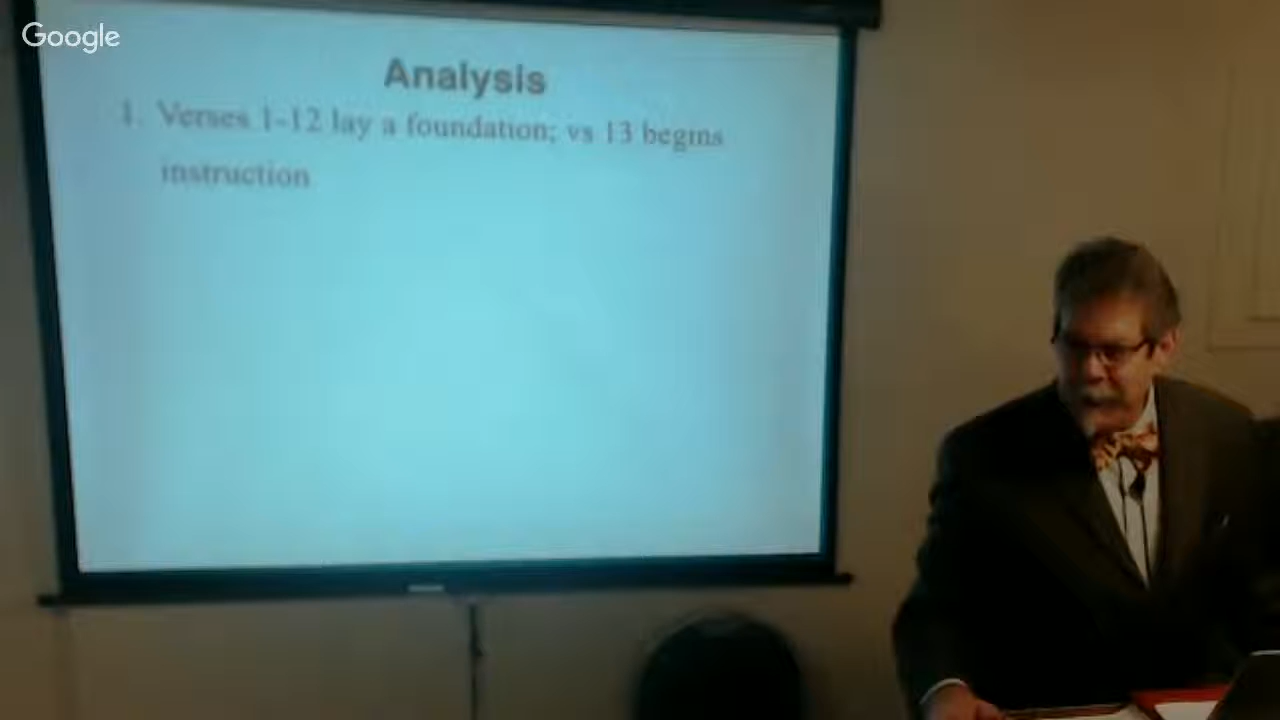 Google
Analysis
1. Verses 1-12 lay a foundation; vs 13 begins
instruction